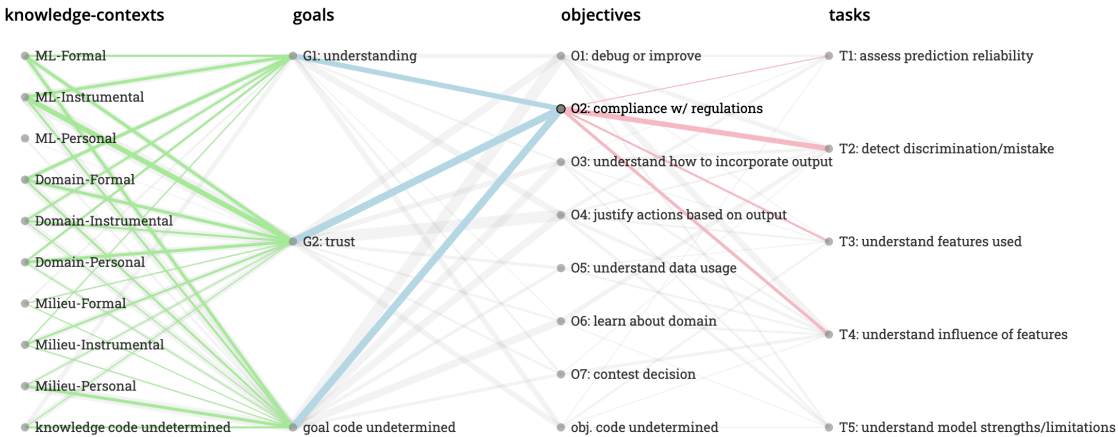 knowledge-contexts
goals
objectives
tasks
ML-Formal
ML-Instrumental
ML-Personal
Domain-Formal
Domain-Instrumental
Domain-Personal
Milieu-Formal
Milieu-Instrumental
Milieu-Personal
knowledge code undetermined
G1: understanding
G2: trust
goal code undetermined
O1: debug or improve
O2: compliance w/ regulations
O3: understand how to incorporate output
O4: justify actions based on output
O5: understand data usage
O6: learn about domain
O7: contest decision
obj. code undetermined
T1: assess prediction reliability
T2: detect discrimination/mistake
T3: understand features used
T4: understand influence of features
T5: understand model strengths/limitations